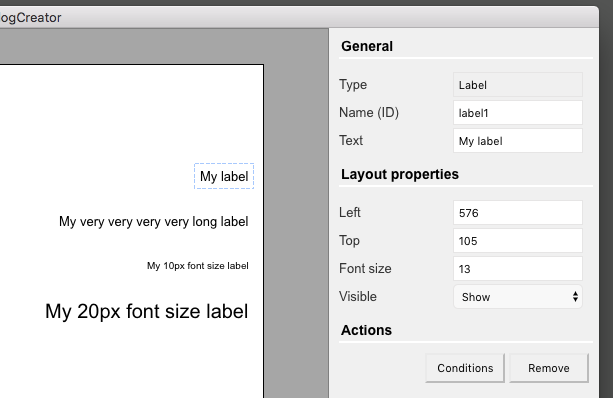 ogCreator
My label
My very very very very long label
My 10px font size label
My 20px font size label
General
Type Label
Name (ID) label1
Text My label
Layout properties
Left 576
Top 105
Font size 13
Visible Show
Actions
Conditions Remove